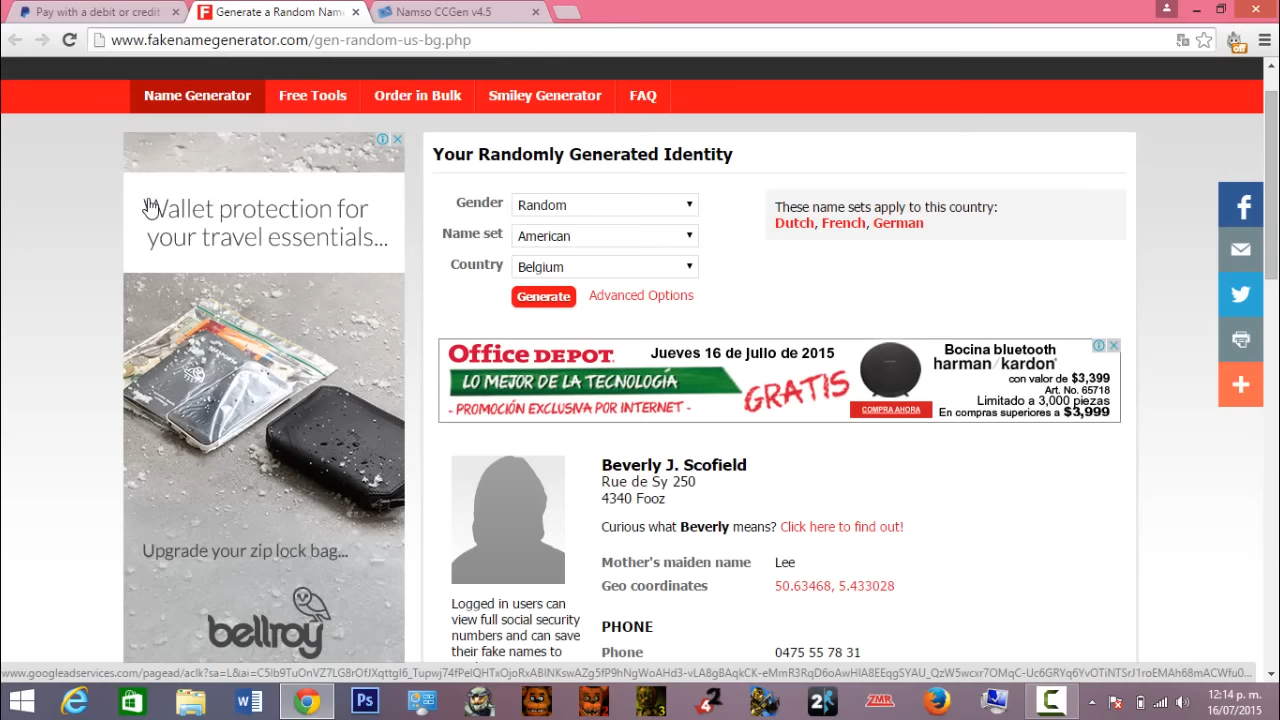 Pay with a debit or credit
Generate a Random Nam
Namso CCGen v4.5
www.fakenamegenerator.com/gen-random-us-bg.php
off
Name Generator
Free Tools
Order in Bulk
Smiley Generator
FAQ
Wallet protection for
your travel essentials...
Upgrade your zip lock bag...
bellroy
Your Randomly Generated Identity
Gender Random
Name set American
Country Belgium
Generate Advanced Options
These name sets apply to this country:
Dutch, French, German
Office DEPOT.
Jueves 16 de julio de 2015
LO MEJOR DE LA TECNOLOGÍA
- PROMOCIÓN EXCLUSIVA POR INTERNET -
GRATIS
COMPRA AHORA
Bocina bluetooth
harman/kardon
con valor de $3,399
Art. No. 65718
Limitado a 3,000 piezas
En compras superiores a $3,999
Beverly J. Scofield
Rue de Sy 250
4340 Fooz
Curious what Beverly means? Click here to find out!
Mother's maiden name Lee
Geo coordinates 50.63468, 5.433028
Logged in users can
view full social security
numbers and can save
their fake names to
PHONE
Phone 0475 55 78 31
12:14 p. m.
16/07/2015